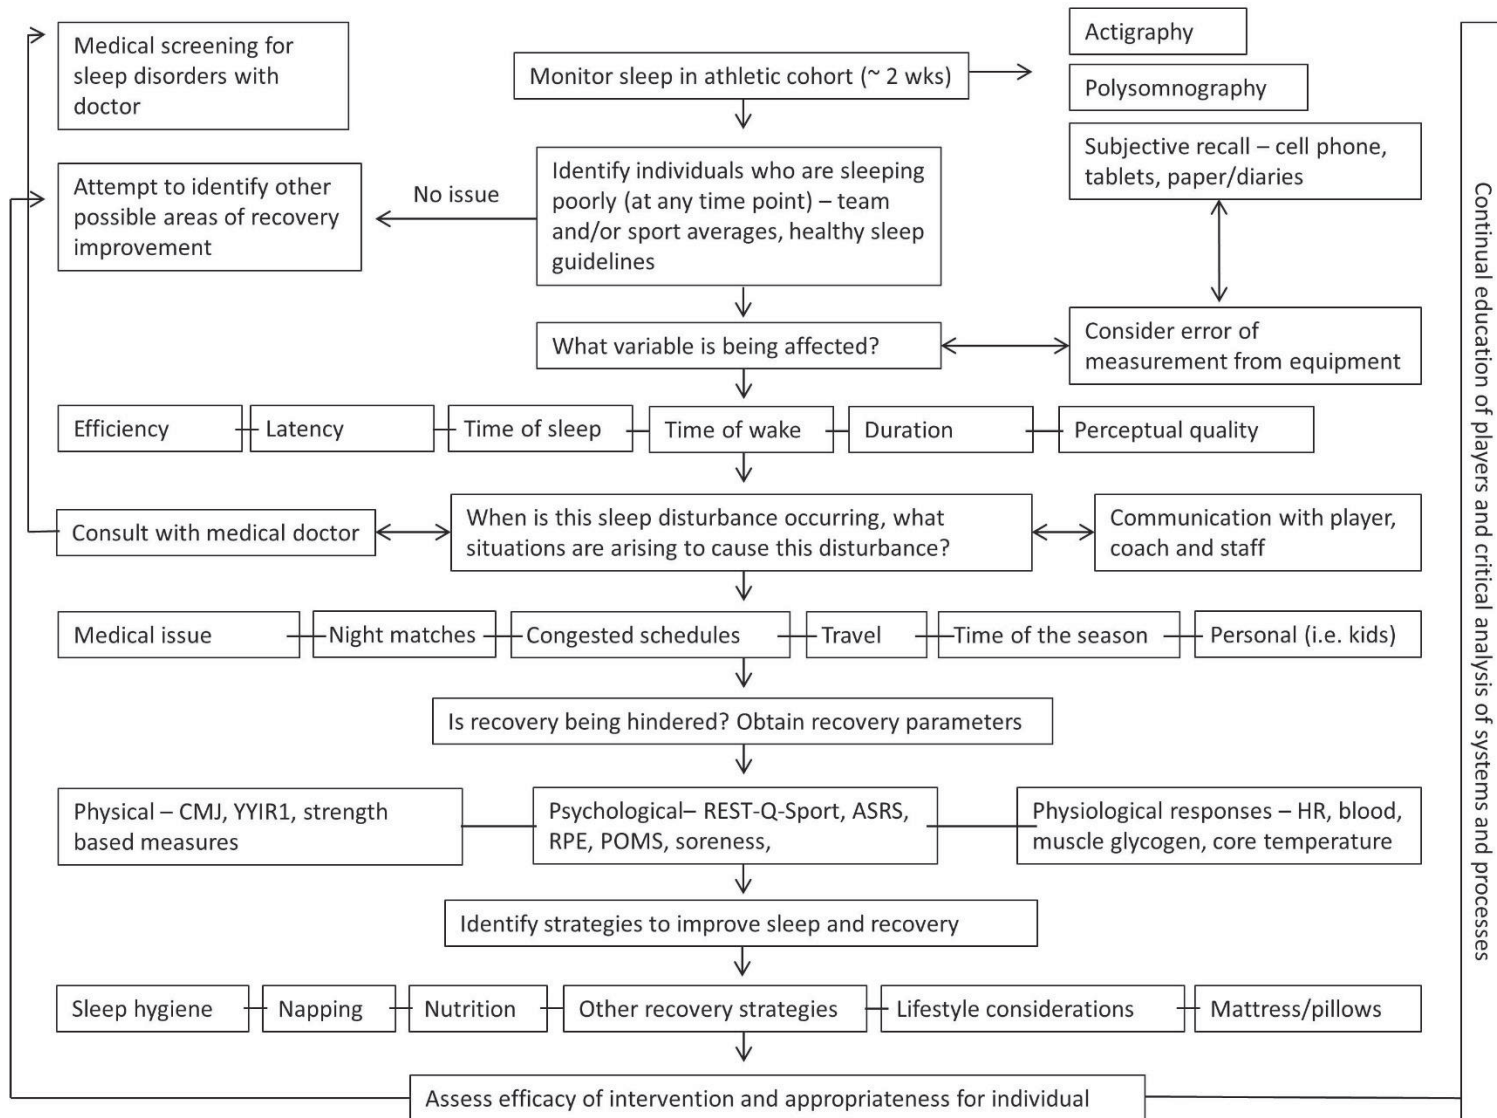 Medical screening for
sleep disorders with
doctor
Monitor sleep in athletic cohort (~ 2 wks)
Actigraphy
Polysomnography
Subjective recall – cell phone,
tablets, paper/diaries
Attempt to identify other
possible areas of recovery
improvement
No issue
Identify individuals who are sleeping
poorly (at any time point) – team
and/or sport averages, healthy sleep
guidelines
What variable is being affected?
Consider error of
measurement from equipment
Efficiency
Latency
Time of sleep
Time of wake
Duration
Perceptual quality
Consult with medical doctor
When is this sleep disturbance occurring, what
situations are arising to cause this disturbance?
Communication with player,
coach and staff
Medical issue
Night matches
Congested schedules
Travel
Time of the season
Personal (i.e. kids)
Is recovery being hindered? Obtain recovery parameters
Physical – CMJ, YYIR1, strength
based measures
Psychological– REST-Q-Sport, ASRS,
RPE, POMS, soreness,
Physiological responses – HR, blood,
muscle glycogen, core temperature
Identify strategies to improve sleep and recovery
Sleep hygiene
Napping
Nutrition
Other recovery strategies
Lifestyle considerations
Mattress/pillows
Assess efficacy of intervention and appropriateness for individual
Continual education of players and critical analysis of systems and processes